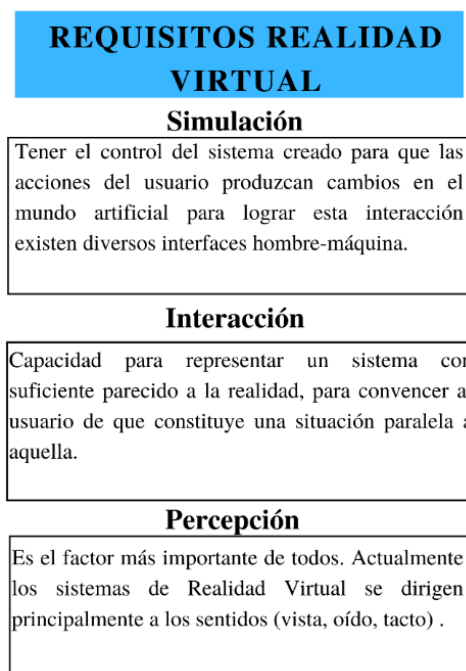 REQUISITOS REALIDAD
VIRTUAL
Simulación
Tener el control del sistema creado para que las
acciones del usuario produzcan cambios en el
mundo artificial para lograr esta interacción
existen diversos interfaces hombre-máquina.
Interacción
Capacidad para representar un sistema con
suficiente parecido a la realidad, para convencer a
usuario de que constituye una situación paralela a
aquella.
Percepción
Es el factor más importante de todos. Actualmente
los sistemas de Realidad Virtual se dirigen
principalmente a los sentidos (vista, oído, tacto) .